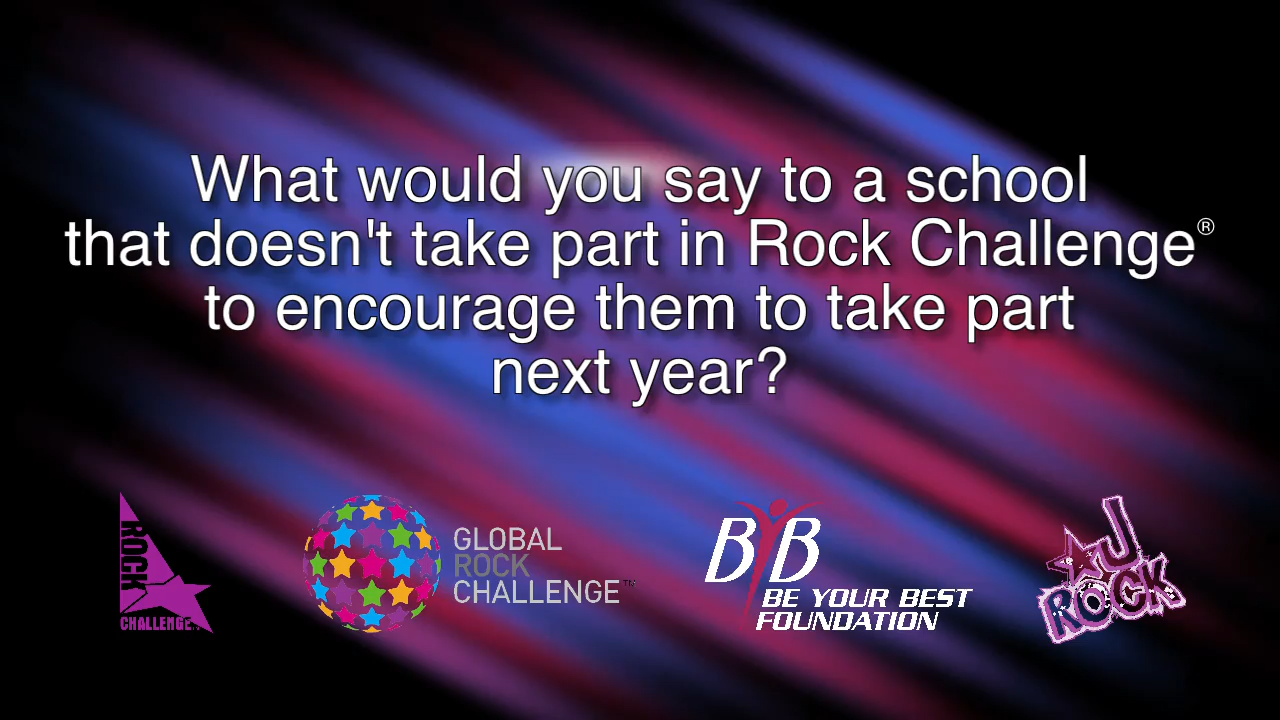 What would you say to a school
that doesn't take part in Rock Challenge®
to encourage them to take part
next year?
ROCK
CHALLENGE
GLOBAL
ROCK
CHALLENGE™
BYB
BE YOUR BEST
FOUNDATION
J
ROCK